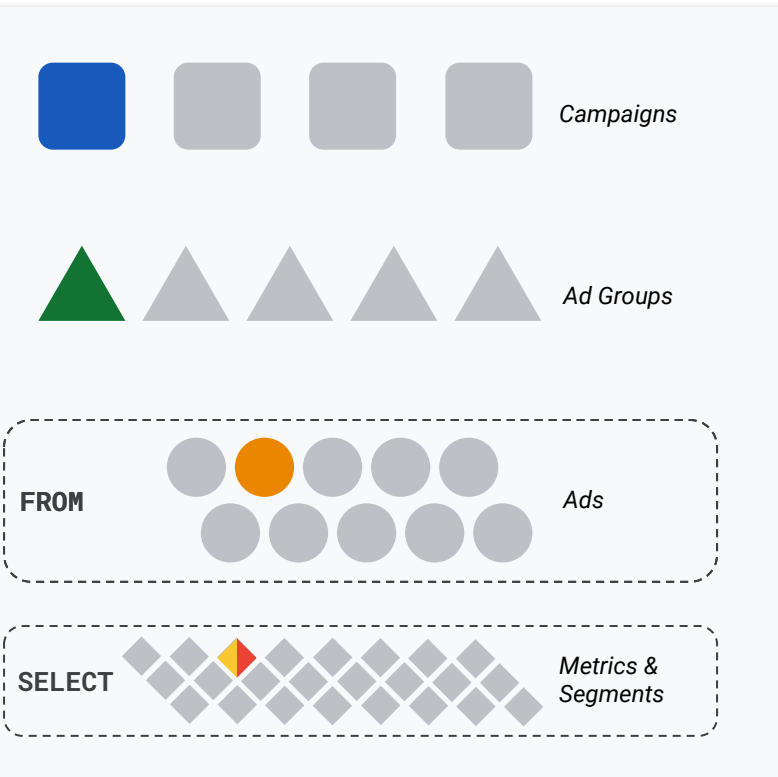 Campaigns
Ad Groups
FROM
Ads
SELECT
Metrics &
Segments